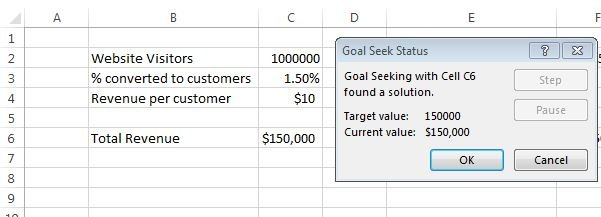 A B C D E F
1
2 Website Visitors 1000000
3 % converted to customers 1.50%
4 Revenue per customer $10
5
6 Total Revenue $150,000
7
8
9
Goal Seek Status ?
Goal Seeking with Cell C6
found a solution.
Target value: 150000
Current value: $150,000
Step
Pause
OK Cancel